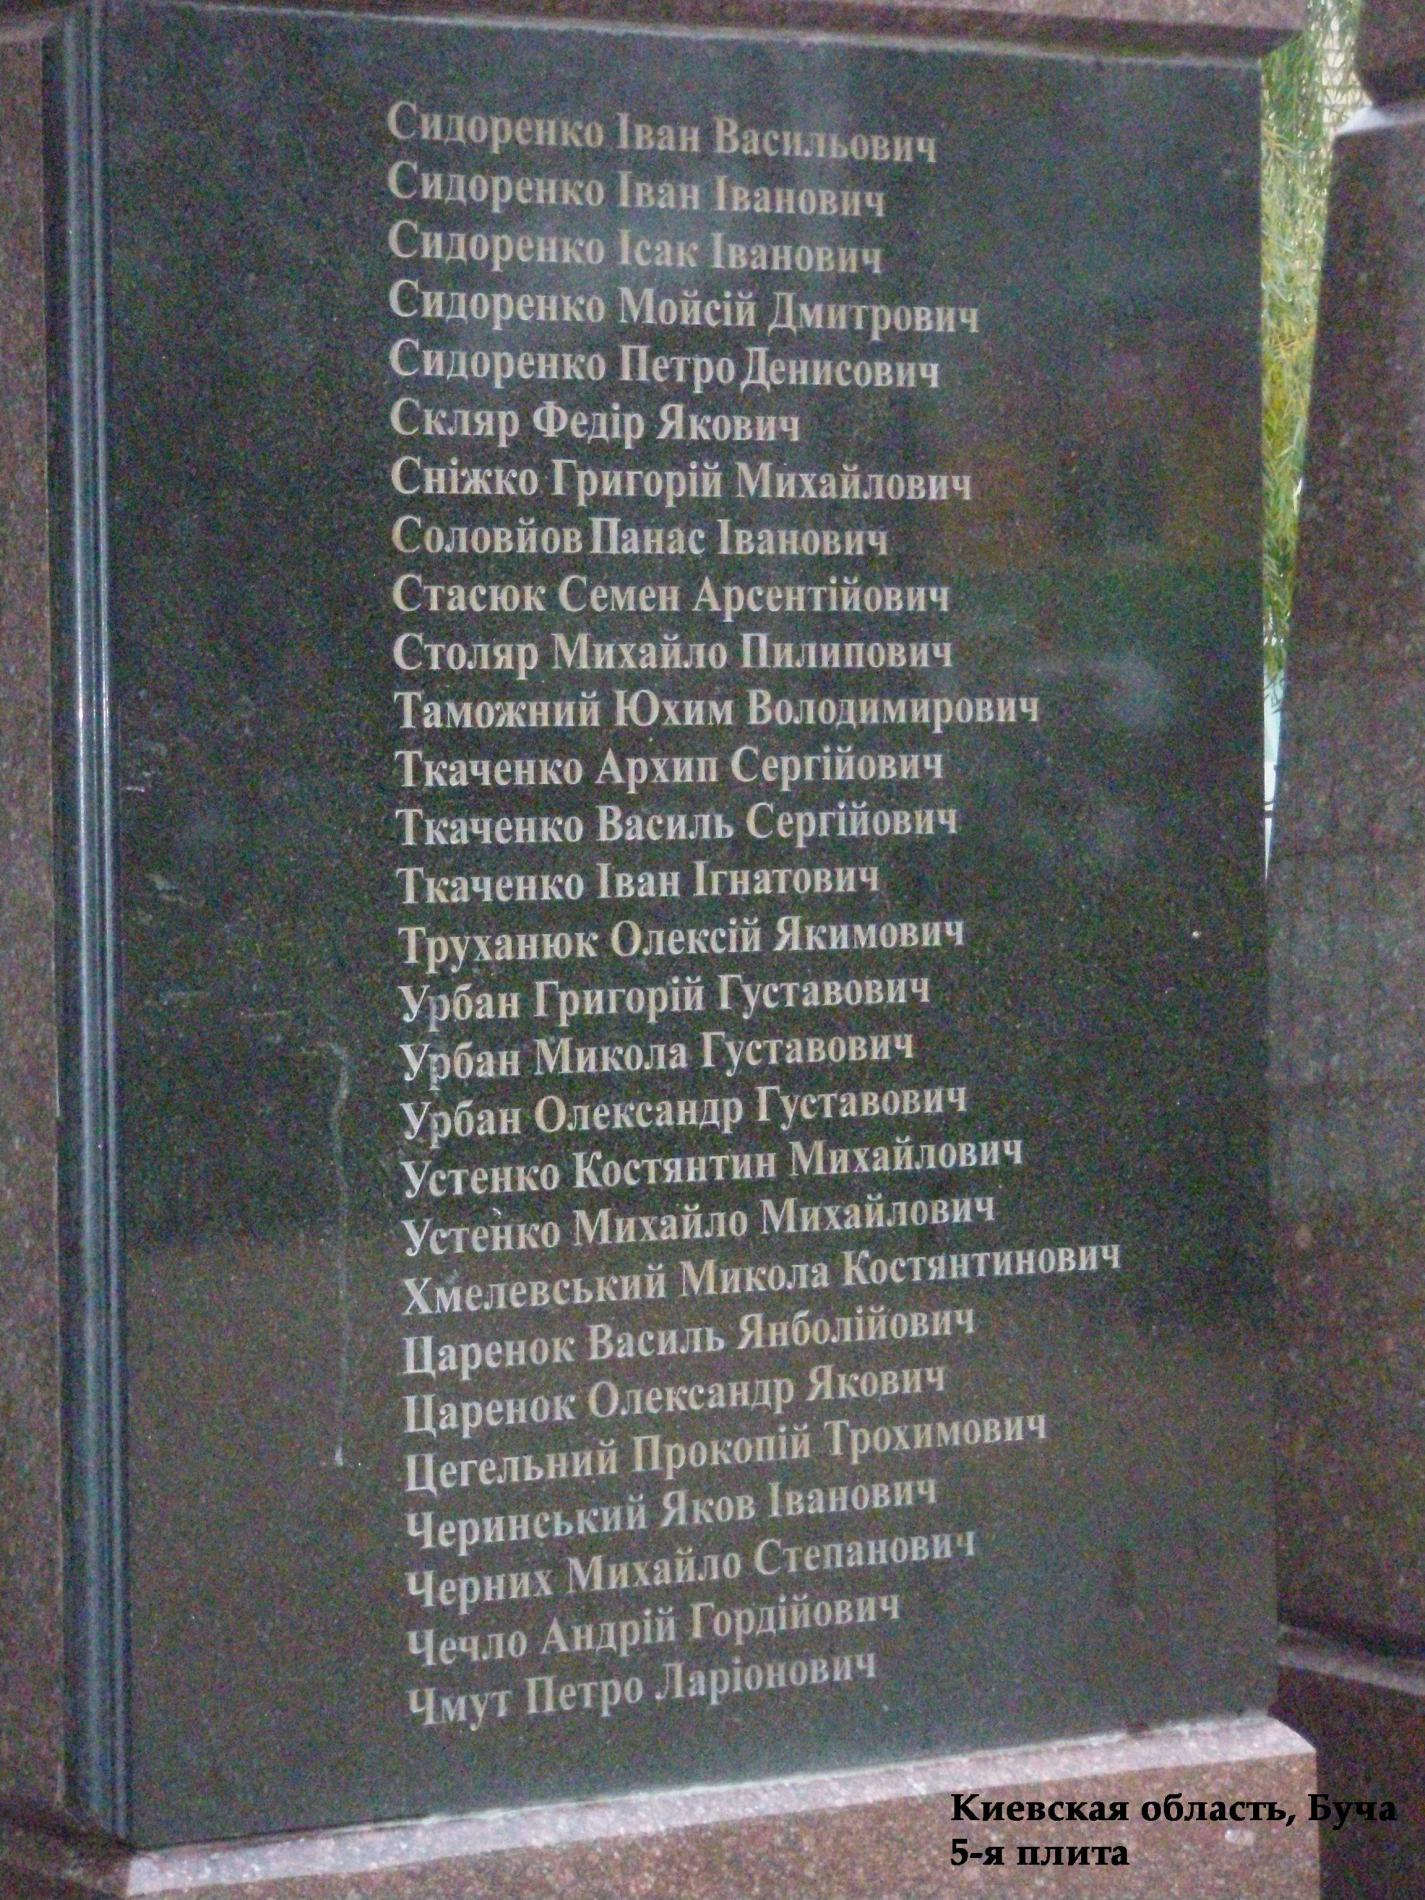 Сидоренко Іван Васильович
Сидоренко Іван Іванович
Сидоренко Ісак Іванович
Сидоренко Мойсій Дмитрович
Сидоренко Петро Денисович
Скляр Федір Якович
Сніжко Григорій Михайлович
Соловйов Панас Іванович
Стасюк Семен Арсентійович
Столяр Михайло Пилипович
Таможний Юхим Володимирович
Ткаченко Архип Сергійович
Ткаченко Василь Сергійович
Ткаченко Іван Ігнатович
Труханюк Олексій Якимович
Урбан Григорій Густавович
Урбан Микола Густавович
Урбан Олександр Густавович
Устенко Костянтин Михайлович
Устенко Михайло Михайлович
Хмелевський Микола Костянтинович
Царенок Василь Янболійович
Царенок Олександр Якович
Цегельний Прокопій Трохимович
Черинський Яков Іванович
Черних Михайло Степанович
Чечло Андрій Гордійович
Чмут Петро Ларіонович
Киевская область, Буча
5-я плита